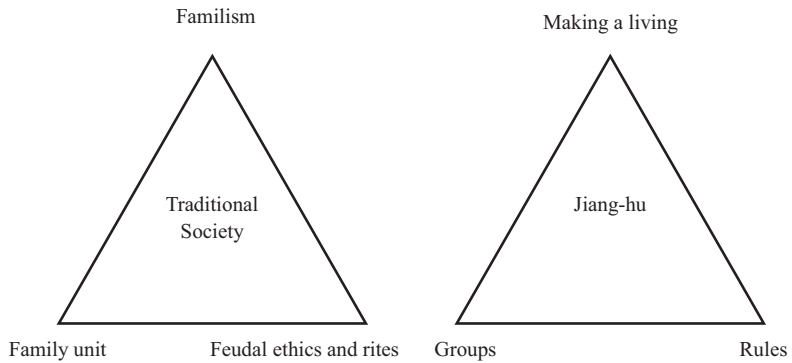 Familism
Making a living
Traditional
Society
Jiang-hu
Family unit
Feudal ethics and rites
Groups
Rules